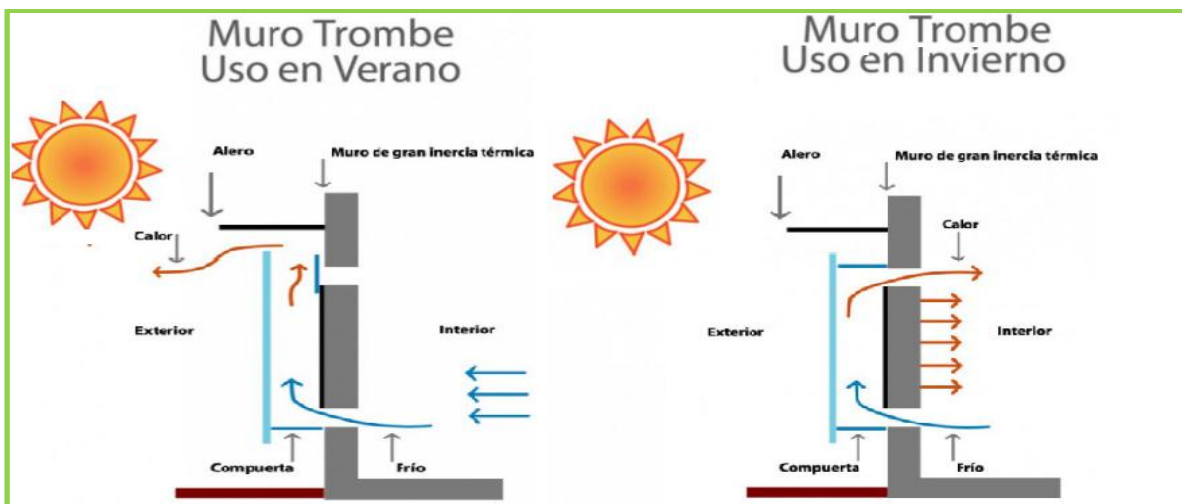 Muro Trombe
Uso en Verano
Alero
Muro de gran inercia térmica
Calor
Exterior
Interior
Compuerta
Frío
Muro Trombe
Uso en Invierno
Alero
Muro de gran inercia térmica
Calor
Exterior
Interior
Compuerta
Frío